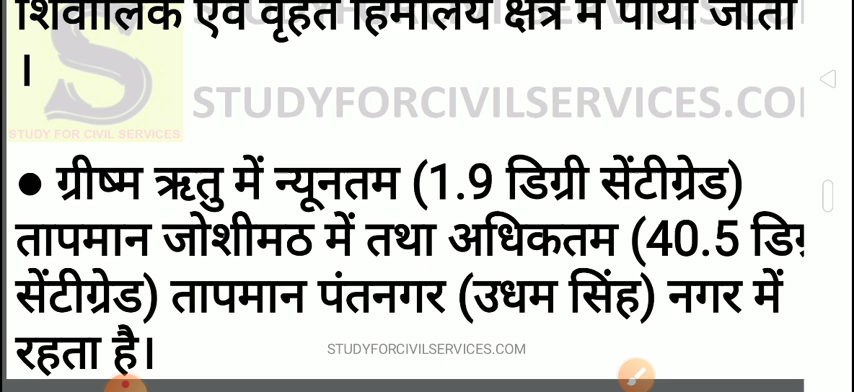 शिवालिक एवं वृहत हिमालय क्षेत्र में पाया जाता
।
STUDY FOR CIVIL SERVICES
STUDYFORCIVILSERVICES.CO
● ग्रीष्म ऋतु में न्यूनतम (1.9 डिग्री सेंटीग्रेड)
तापमान जोशीमठ में तथा अधिकतम (40.5
सेंटीग्रेड) तापमान पंतनगर (उधम सिंह) नगर में
रहता है।
STUDYFORCIVILSERVICES.COM